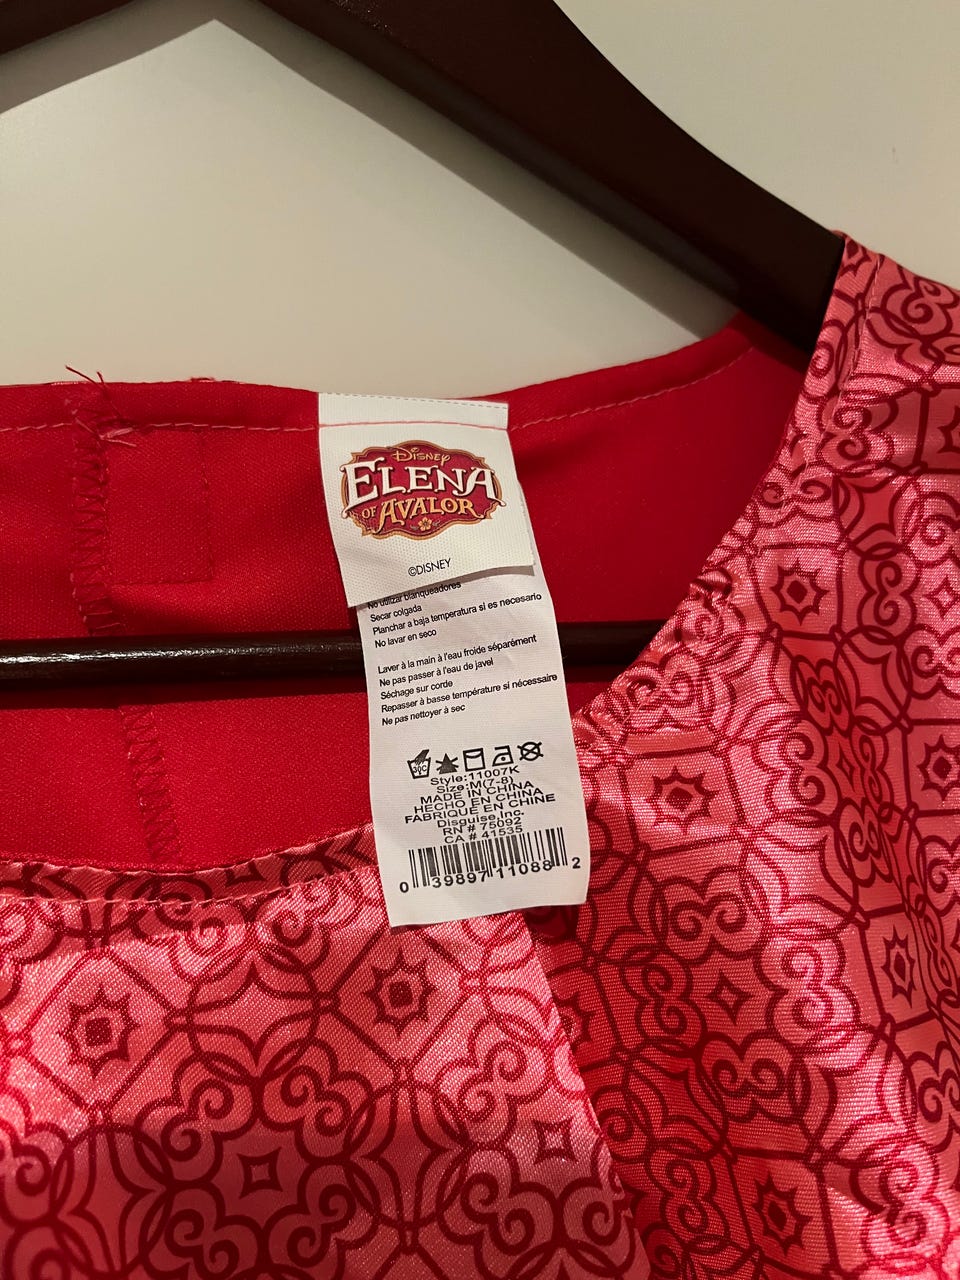 Disney
ELENA
OF AVALOR
©DISNEY
No utilizar blanqueadores
Secar colgada
Planchar a baja temperatura si es necesario
No lavar en seco
Laver à la main à l'eau froide séparément
Ne pas passer à l'eau de javel
Séchage sur corde
Repasser à basse température si nécessaire
Ne pas nettoyer à sec
30°C
Style:11007K
Size:M(7-8)
MADE IN CHINA
HECHO EN CHINA
FABRIQUE EN CHINE
Disguise,Inc.
RN # 75092
CA # 41535
0 39897 11088 2